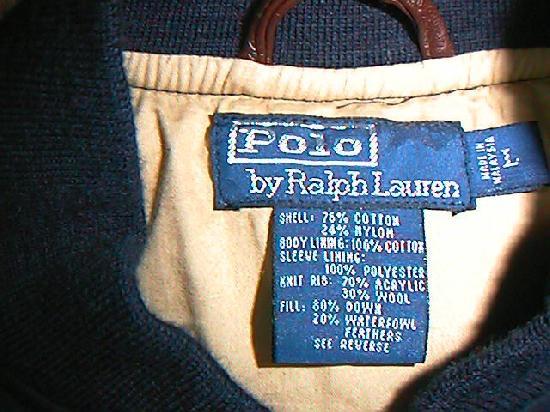 Polo
by Ralph Lauren
MADE IN
MALAYSIA
SHELL: 76% COTTON
24% NYLON
BODY LINING: 100% COTTON
SLEEVE LINING:
100% POLYESTER
KNIT RIB: 70% ACRYLIC
30% WOOL
FILL: 80% DOWN
20% WATERFOWL
FEATHERS
SEE REVERSE